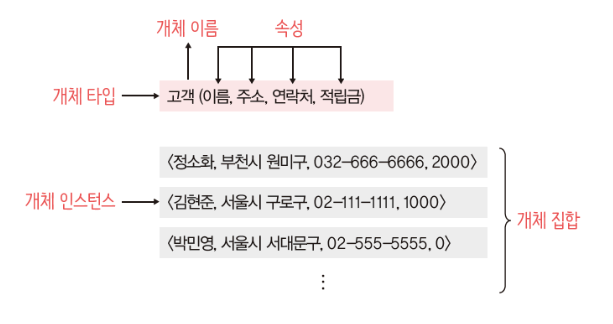 개체 이름
속성
개체 타입
고객 (이름, 주소, 연락처, 적립금)
〈정소화, 부천시 원미구, 032-666-6666, 2000〉
개체 인스턴스
〈김현준, 서울시 구로구, 02-111-1111, 1000〉
개체 집합
〈박민영, 서울시 서대문구, 02-555-5555, 0〉
⋮